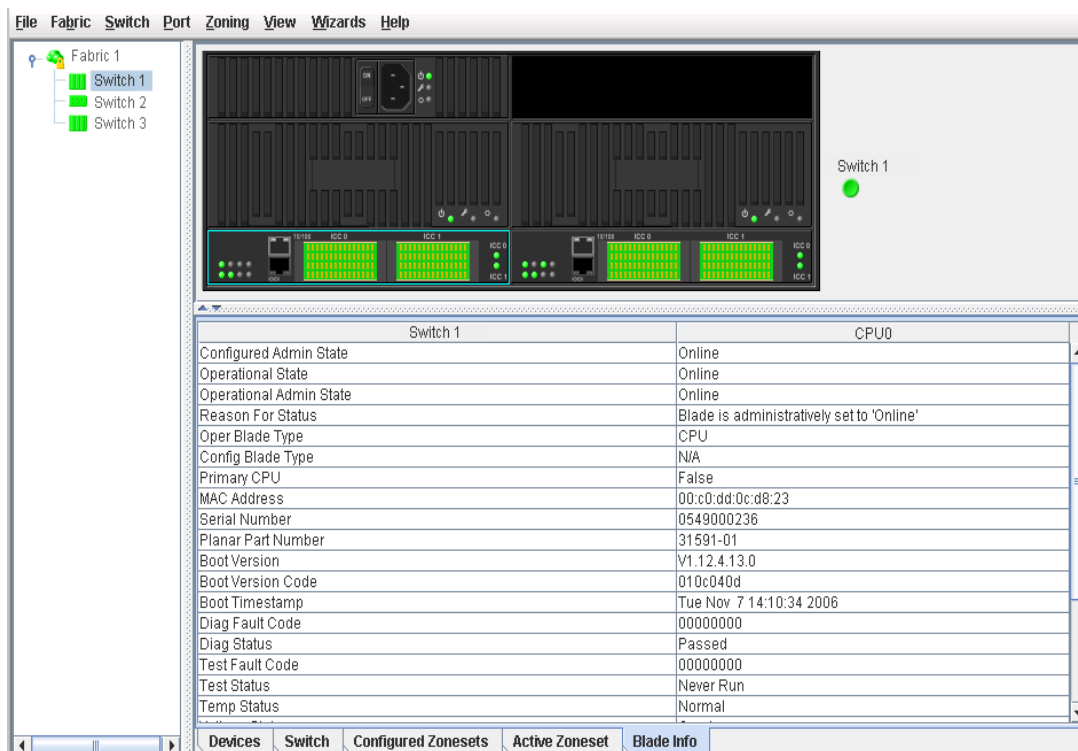 File Fabric Switch Port Zoning View Wizards Help
Fabric 1
Switch 1
Switch 2
Switch 3
ON
OFF
Switch 1
10/100 ICC 0 ICC 1 ICC 0
ICC 1
10/100 ICC 0 ICC 1 ICC 0
ICC 1
Switch 1 CPU0
Configured Admin State Online
Operational State Online
Operational Admin State Online
Reason For Status Blade is administratively set to 'Online'
Oper Blade Type CPU
Config Blade Type N/A
Primary CPU False
MAC Address 00:c0:dd:0c:d8:23
Serial Number 0549000236
Planar Part Number 31591-01
Boot Version V1.12.4.13.0
Boot Version Code 010c040d
Boot Timestamp Tue Nov 7 14:10:34 2006
Diag Fault Code 00000000
Diag Status Passed
Test Fault Code 00000000
Test Status Never Run
Temp Status Normal
Devices Switch Configured Zonesets Active Zoneset Blade Info